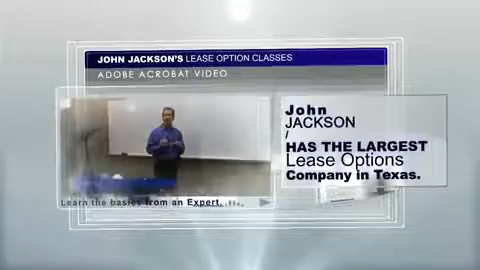 JOHN JACKSON'S LEASE OPTION CLASSES
ADOBE ACROBAT VIDEO
John
JACKSON
/
HAS THE LARGEST
Lease Options
Company in Texas.
Learn the basics from an Expert.